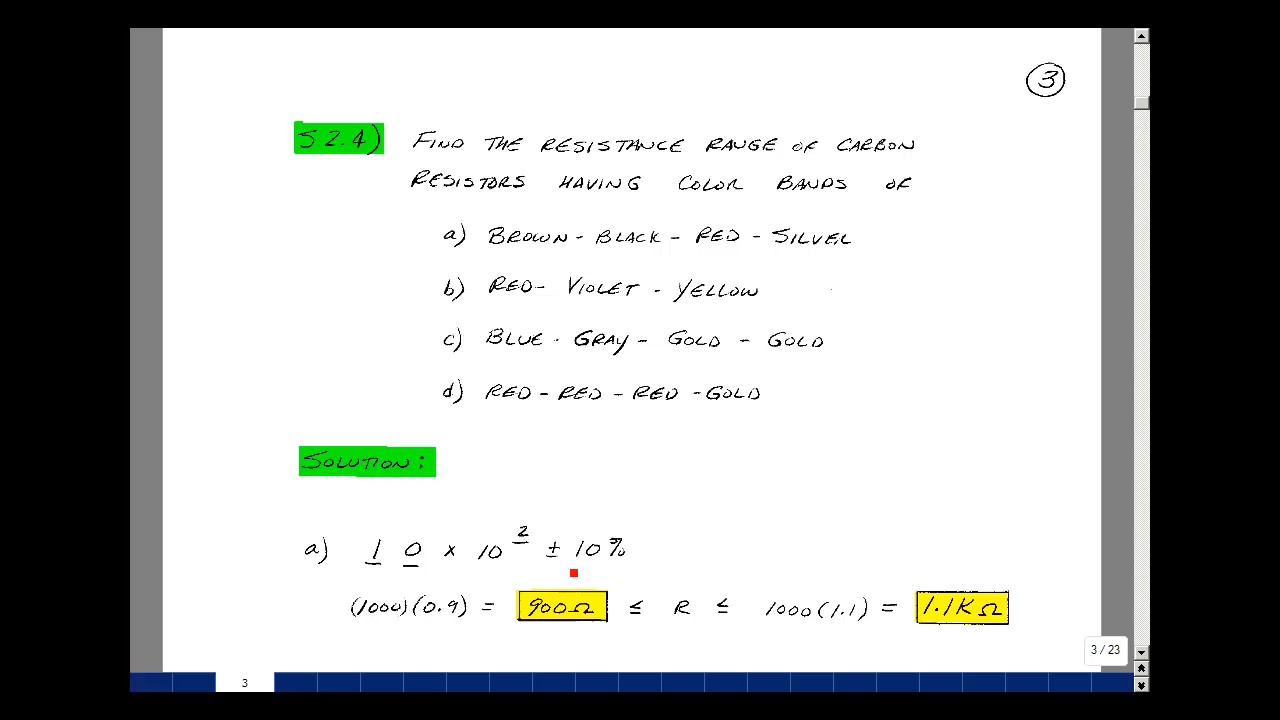 3
S2.4) FIND THE RESISTANCE RANGE OF CARBON
RESISTORS HAVING COLOR BANDS OF
a) BROWN - BLACK - RED - SILVER
b) RED - VIOLET - YELLOW
c) BLUE - GRAY - GOLD - GOLD
d) RED - RED - RED - GOLD
SOLUTION:
a) 1 0 x 10² ± 10%
(1000)(0.9) = 900Ω ≤ R ≤ 1000(1.1) = 1.1KΩ
3 / 23
3